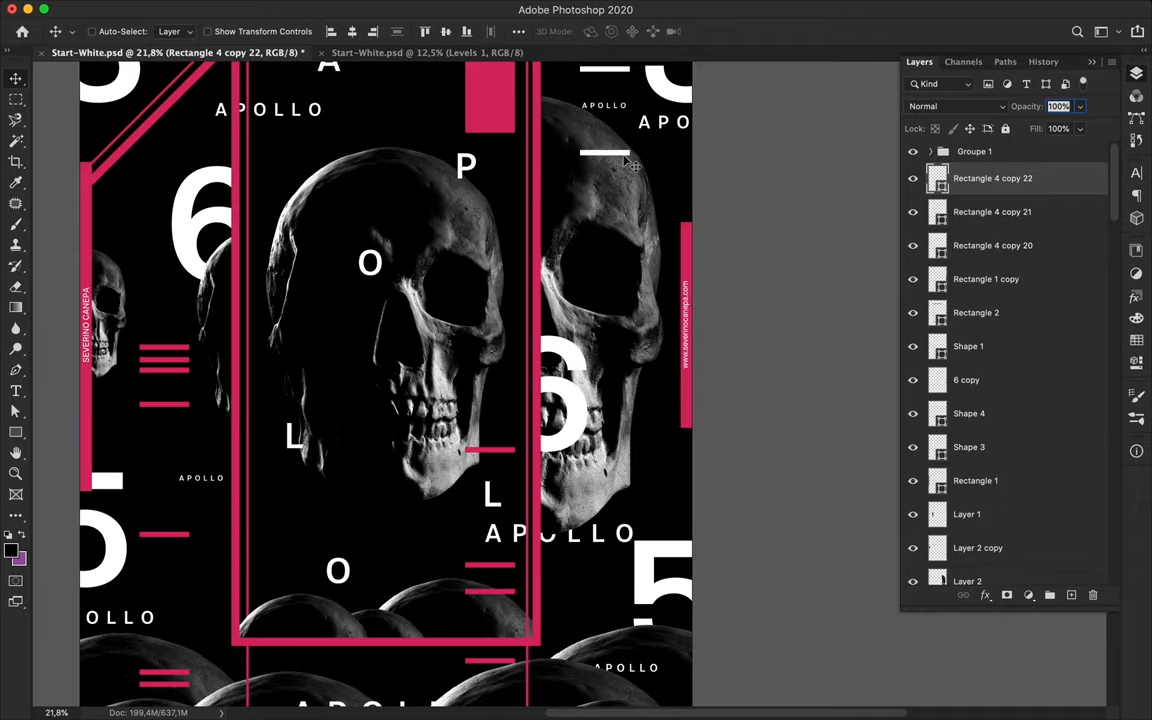 Adobe Photoshop 2020
Auto-Select: Layer Show Transform Controls 3D Mode:
Start-White.psd @ 21,8% (Rectangle 4 copy 22, RGB/8) * Start-White.psd @ 12,5% (Levels 1, RGB/8)
Layers Channels Paths History
Kind
Normal Opacity: 100%
Lock: Fill: 100%
Groupe 1
Rectangle 4 copy 22
Rectangle 4 copy 21
Rectangle 4 copy 20
Rectangle 1 copy
Rectangle 2
Shape 1
6 copy
Shape 4
Shape 3
Rectangle 1
Layer 1
Layer 2 copy
Layer 2
A
APOLLO
APOLLO
APO
P
6
O
SEVERINO CANEPA
www.severinocanepa.com
6
L
APOLLO
L
APOLLO
5
5
O
OLLO
APOLLO
APOL
21,8% Doc: 199,4M/637,1M